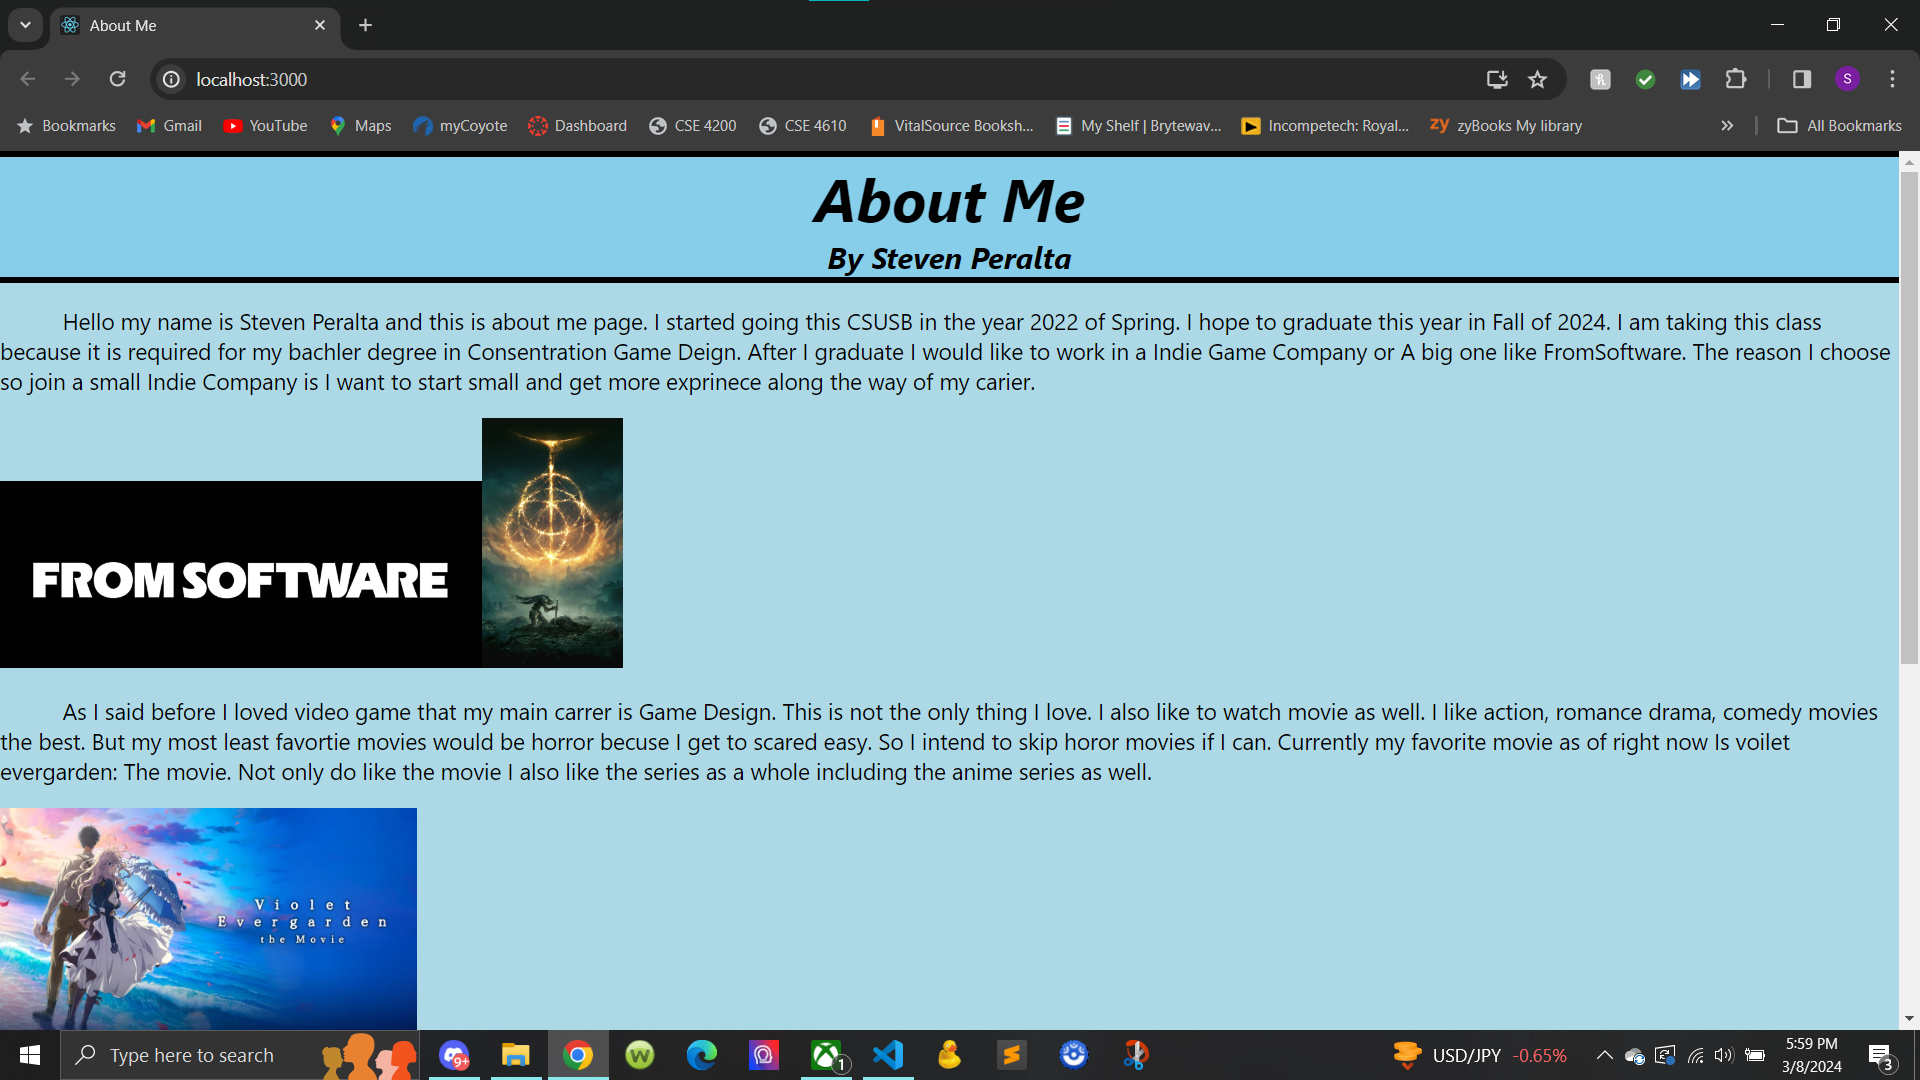 About Me
localhost:3000
S
Bookmarks Gmail YouTube Maps myCoyote Dashboard CSE 4200 CSE 4610 VitalSource Booksh... My Shelf | Brytewav... Incompetech: Royal... zyBooks My library All Bookmarks
About Me
By Steven Peralta
Hello my name is Steven Peralta and this is about me page. I started going this CSUSB in the year 2022 of Spring. I hope to graduate this year in Fall of 2024. I am taking this class
because it is required for my bachler degree in Consentration Game Deign. After I graduate I would like to work in a Indie Game Company or A big one like FromSoftware. The reason I choose
so join a small Indie Company is I want to start small and get more exprinece along the way of my carier.
FROMSOFTWARE
As I said before I loved video game that my main carrer is Game Design. This is not the only thing I love. I also like to watch movie as well. I like action, romance drama, comedy movies
the best. But my most least favortie movies would be horror becuse I get to scared easy. So I intend to skip horor movies if I can. Currently my favorite movie as of right now Is voilet
evergarden: The movie. Not only do like the movie I also like the series as a whole including the anime series as well.
Violet
Evergarden
the Movie
Type here to search
9+
1
USD/JPY -0.65%
5:59 PM
3/8/2024
3